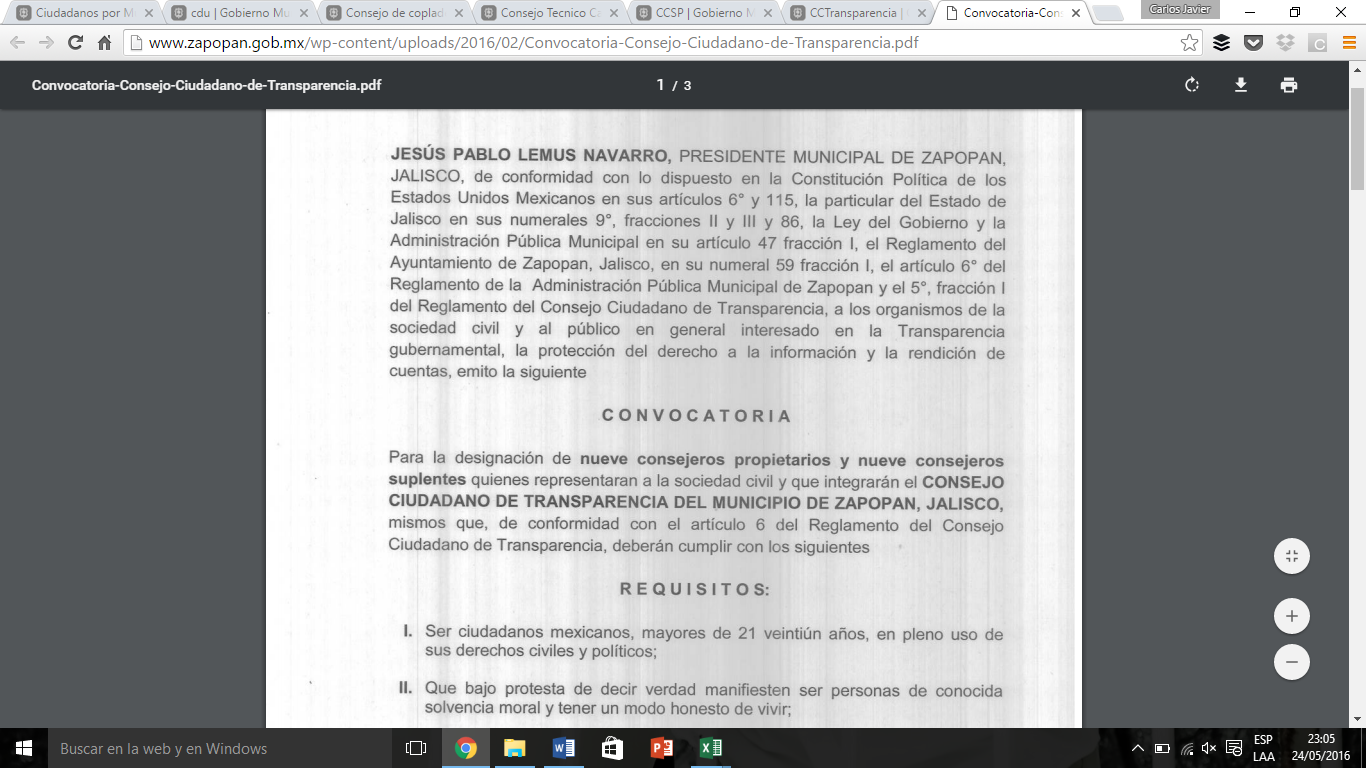 Ciudadanos por M
cdu | Gobierno Mu
Consejo de coplad
Consejo Tecnico C
CCSP | Gobierno M
CCTransparencia |
Convocatoria-Con
Carlos Javier
www.zapopan.gob.mx/wp-content/uploads/2016/02/Convocatoria-Consejo-Ciudadano-de-Transparencia.pdf
Convocatoria-Consejo-Ciudadano-de-Transparencia.pdf
1 / 3
JESÚS PABLO LEMUS NAVARRO, PRESIDENTE MUNICIPAL DE ZAPOPAN,
JALISCO, de conformidad con lo dispuesto en la Constitución Política de los
Estados Unidos Mexicanos en sus artículos 6° y 115, la particular del Estado de
Jalisco en sus numerales 9°, fracciones II y III y 86, la Ley del Gobierno y la
Administración Pública Municipal en su artículo 47 fracción I, el Reglamento del
Ayuntamiento de Zapopan, Jalisco, en su numeral 59 fracción I, el artículo 6° del
Reglamento de la Administración Pública Municipal de Zapopan y el 5°, fracción I
del Reglamento del Consejo Ciudadano de Transparencia, a los organismos de la
sociedad civil y al público en general interesado en la Transparencia
gubernamental, la protección del derecho a la información y la rendición de
cuentas, emito la siguiente
C O N V O C A T O R I A
Para la designación de nueve consejeros propietarios y nueve consejeros
suplentes quienes representaran a la sociedad civil y que integrarán el CONSEJO
CIUDADANO DE TRANSPARENCIA DEL MUNICIPIO DE ZAPOPAN, JALISCO,
mismos que, de conformidad con el artículo 6 del Reglamento del Consejo
Ciudadano de Transparencia, deberán cumplir con los siguientes
R E Q U I S I T O S:
I. Ser ciudadanos mexicanos, mayores de 21 veintiún años, en pleno uso de
sus derechos civiles y políticos;
II. Que bajo protesta de decir verdad manifiesten ser personas de conocida
solvencia moral y tener un modo honesto de vivir;
Buscar en la web y en Windows
ESP
LAA
23:05
24/05/2016